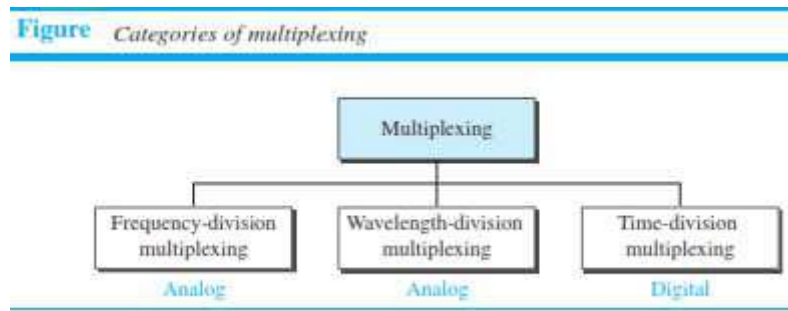 Figure Categories of multiplexing
Multiplexing
Frequency-division
multiplexing
Wavelength-division
multiplexing
Time-division
multiplexing
Analog
Analog
Digital